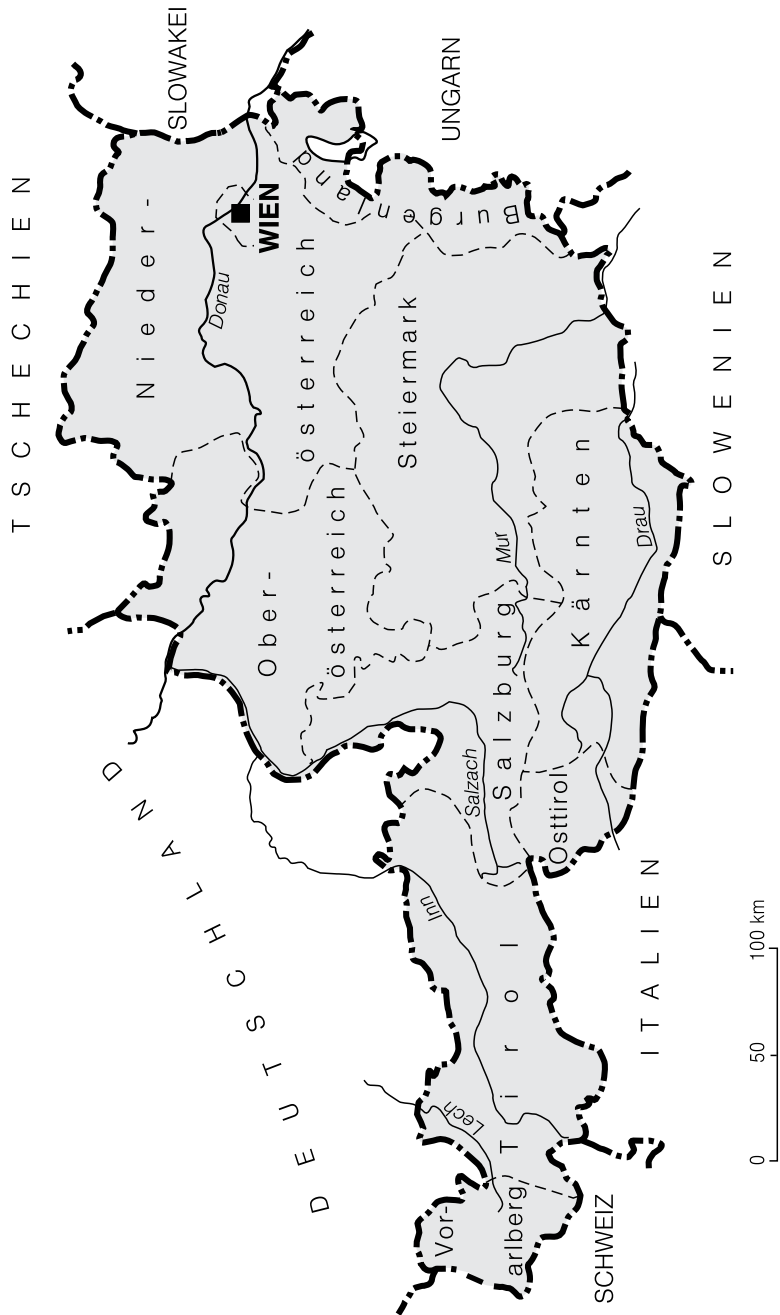 TSCHECHIEN
SLOWAKEI
DEUTSCHLAND
Nieder-
Donau
WIEN
österreich
Ober-
österreich
Burgenland
UNGARN
Steiermark
Salzach
Salzburg
Mur
Inn
Lech
Vor-
arlberg
Tirol
Osttirol
Kärnten
Drau
SCHWEIZ
ITALIEN
SLOWENIEN
0 50 100 km